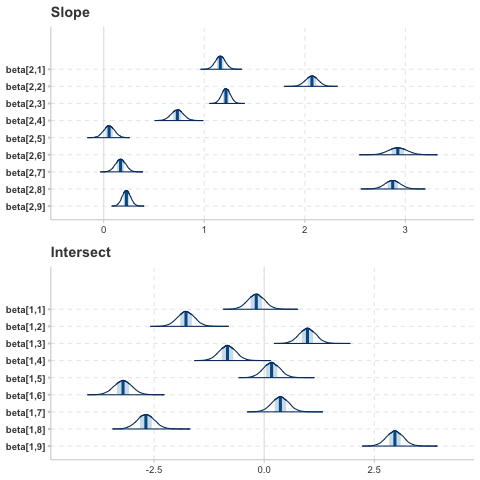 Slope
beta[2,1]
beta[2,2]
beta[2,3]
beta[2,4]
beta[2,5]
beta[2,6]
beta[2,7]
beta[2,8]
beta[2,9]
0 1 2 3
Intersect
beta[1,1]
beta[1,2]
beta[1,3]
beta[1,4]
beta[1,5]
beta[1,6]
beta[1,7]
beta[1,8]
beta[1,9]
-2.5 0.0 2.5